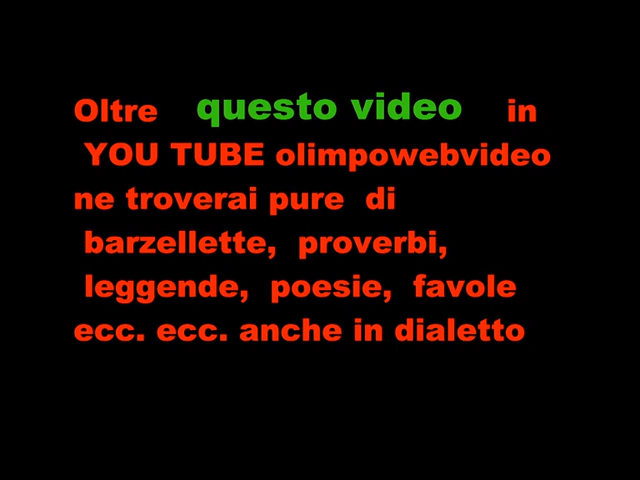 Oltre questo video in
YOU TUBE olimpowebvideo
ne troverai pure di
barzellette, proverbi,
leggende, poesie, favole
ecc. ecc. anche in dialetto